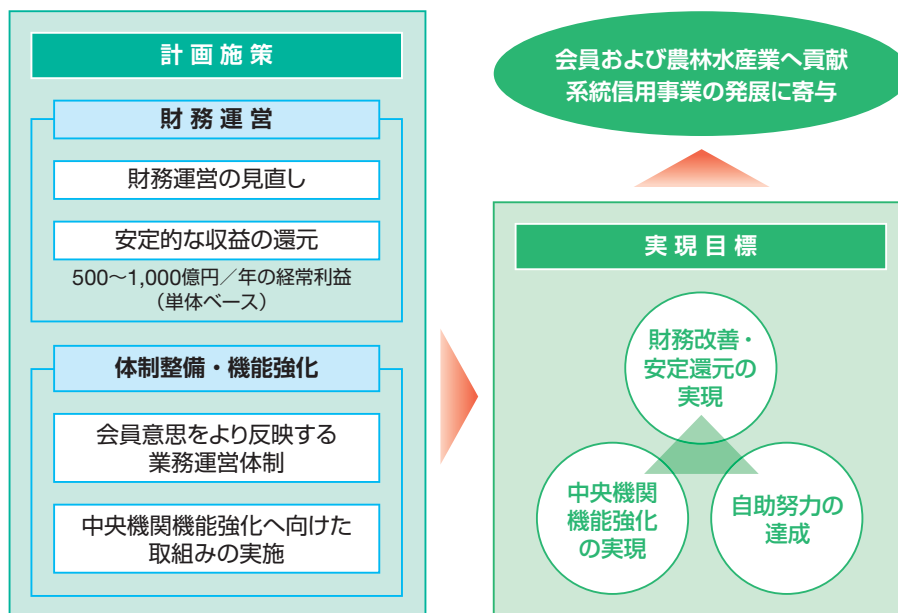 計画施策
財務運営
財務運営の見直し
安定的な収益の還元
500〜1,000億円／年の経常利益
（単体ベース）
体制整備・機能強化
会員意思をより反映する
業務運営体制
中央機関機能強化へ向けた
取組みの実施
会員および農林水産業へ貢献
系統信用事業の発展に寄与
実現目標
財務改善・
安定還元の
実現
中央機関
機能強化
の実現
自助努力の
達成